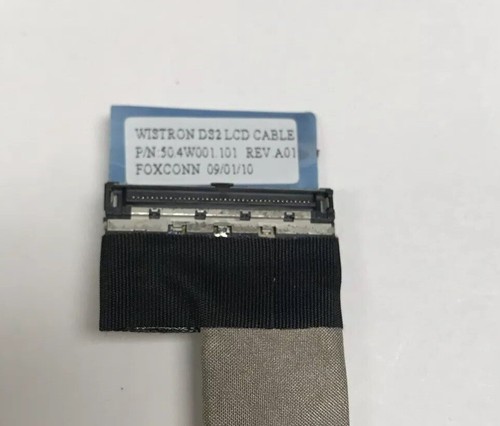 WISTRON DS2 LCD CABLE
P/N:50.4W001.101 REV A01
FOXCONN 09/01/10